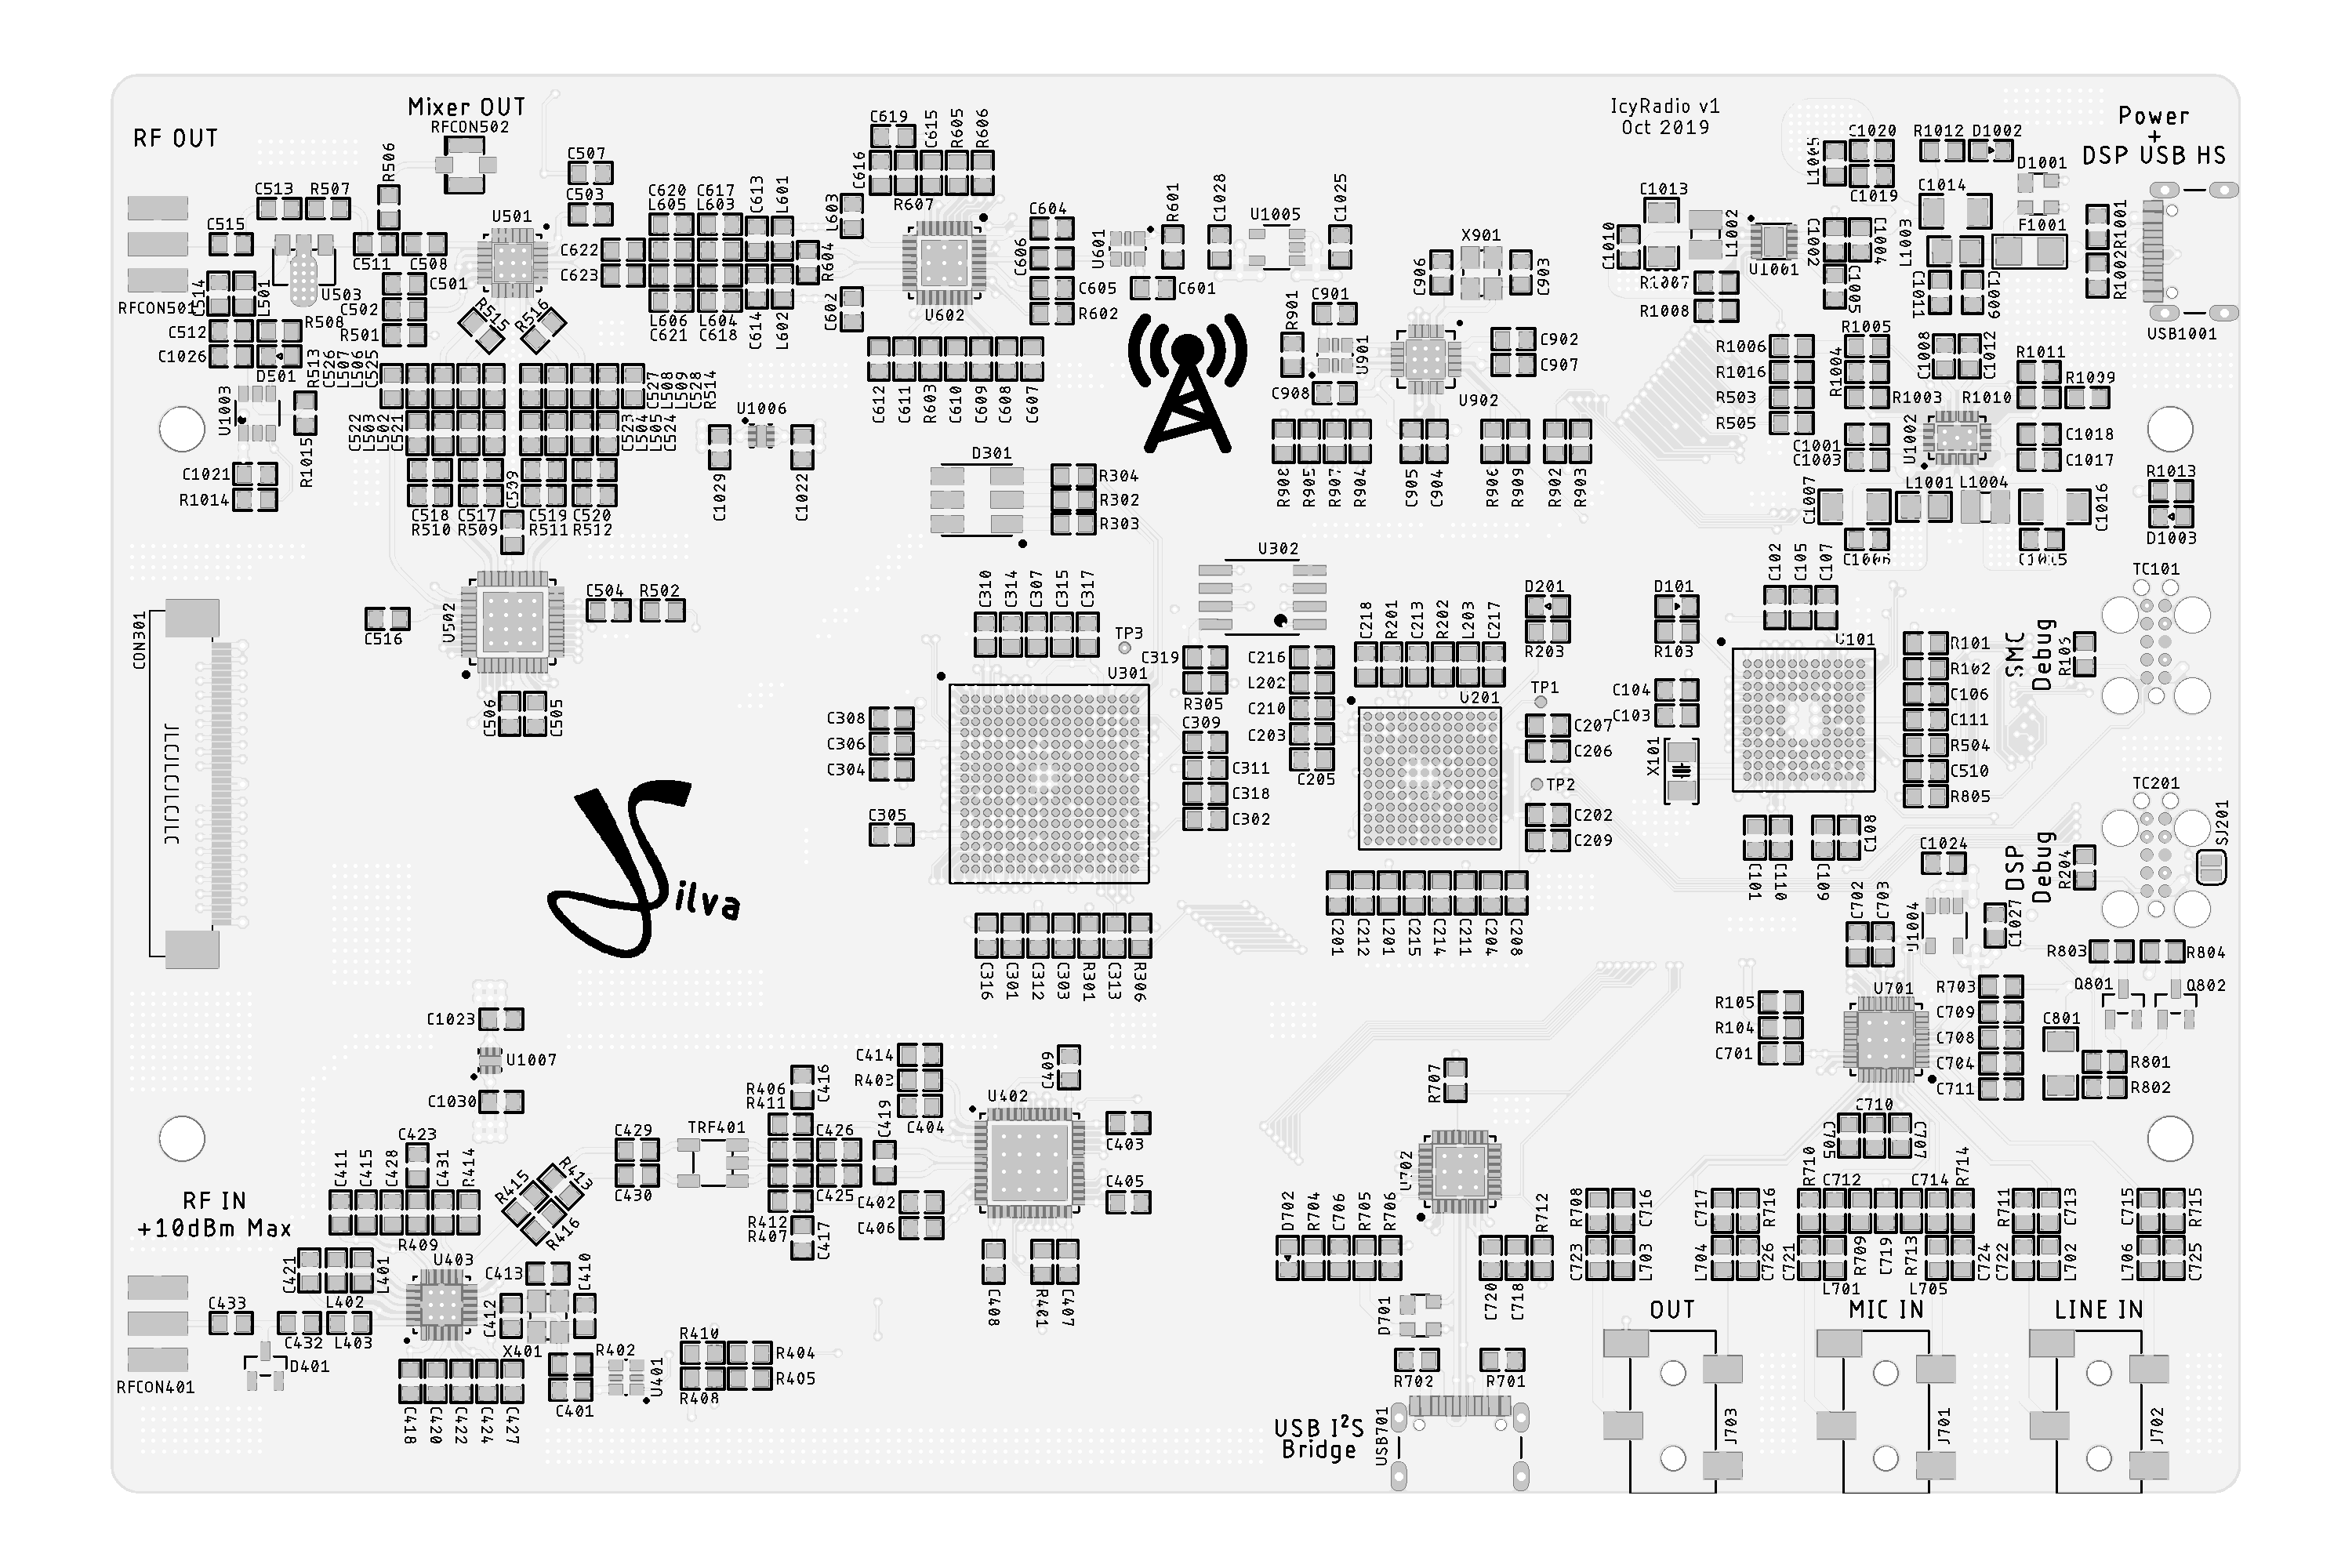 IcyRadio v1
Oct 2019
Mixer OUT
RFCON502
RF OUT
Power
+
DSP USB HS
C619
C615
R605
R606
C616
R607
R506
C507
C503
C513
R507
C515
U501
C620
L605
C617
L603
C613
L601
L603
C604
C606
R601
C1028
U1005
C1025
U601
C1013
L1002
C1010
L1005
C1020
C1019
R1012
D1002
D1001
C1014
F1001
R1001
R1002
L1003
C1002
C1004
C1005
U1001
R1007
R1008
C1011
C1009
USB1001
C511
C508
C622
C623
R604
C514
L501
U503
RFCON501
C501
C502
R501
C512
R508
C1026
D501
R515
R516
L606
C621
L604
C618
C614
L602
C602
U602
C605
R602
C601
X901
C906
C903
R901
C901
U901
C902
C907
C908
U902
R1006
R1016
R503
R505
R1005
R1004
R1003
C1008
C1012
R1011
R1009
R1010
R513
C526
L507
L506
C525
C527
L508
L509
C528
R514
U1003
R1015
C522
L503
L502
C521
C523
L504
L505
C524
U1006
C1029
C1022
C612
C611
R603
C610
C609
C608
C607
C1021
R1014
C509
C518
R510
C517
R509
C519
R511
C520
R512
D301
R304
R302
R303
R908
R905
R907
R904
C905
C904
R906
R909
R902
R903
C1001
C1003
U1002
C1018
C1017
C1007
L1001
L1004
C1016
R1013
D1003
U302
C102
C105
C107
TC101
CON301
C516
U502
C504
R502
C506
C505
C310
C314
C307
C315
C317
TP3
C319
U301
R305
C309
C308
C306
C304
C305
C311
C318
C302
C216
L202
C210
C203
C205
C218
R201
C213
R202
L203
C217
U201
D201
R203
D101
R103
TP1
C207
C206
TP2
C202
C209
C104
C103
X101
R101
R102
C106
C111
R504
C510
R805
SMC
Debug
TC201
SJ201
Silva
C101
C110
C109
C108
C1024
DSP
Debug
R204
C316
C301
C312
C303
R301
C313
R306
C201
C212
L201
C215
C214
C211
C204
C208
C702
C703
U1004
C1027
R803
R804
Q801
Q802
C1023
U1007
C1030
R105
R104
C701
U701
R703
C709
C708
C704
C711
C801
R801
R802
C710
C705
C707
C414
R403
C404
C409
U402
R406
R411
C416
C419
TRF401
C429
C430
C426
C425
C402
C406
C403
C405
R412
R407
C417
C408
R401
C407
C411
C415
C428
C423
C431
R414
R415
R413
R416
R409
RF IN
+10dBm Max
C421
L402
L401
U403
C413
C410
C412
C433
C432
L403
D401
X401
RFCON401
R402
U401
C401
R410
R408
R404
R405
C418
C420
C422
C424
C427
R707
U702
D702
R704
C706
R705
R706
R712
C720
C718
D701
R702
R701
USB701
USB I²S
Bridge
R708
C716
C723
L703
C717
R716
L704
C726
R710
C712
C714
R714
C721
L701
R709
C719
R713
L705
C724
R711
C713
C722
L702
C715
R715
L706
C725
OUT
MIC IN
LINE IN
J703
J701
J702